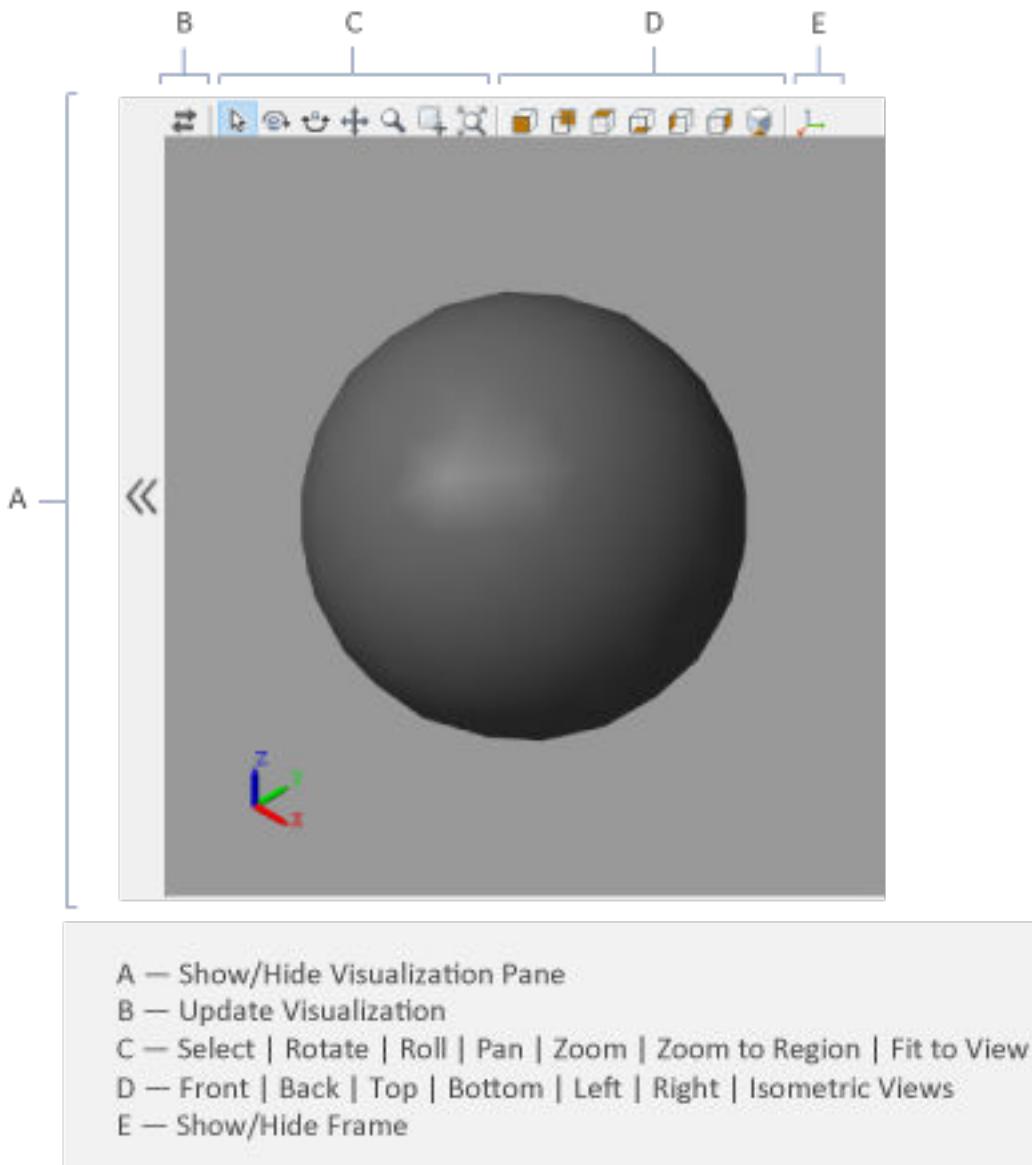 B C D E
A
Z
X
A — Show/Hide Visualization Pane
B — Update Visualization
C — Select | Rotate | Roll | Pan | Zoom | Zoom to Region | Fit to View
D — Front | Back | Top | Bottom | Left | Right | Isometric Views
E — Show/Hide Frame